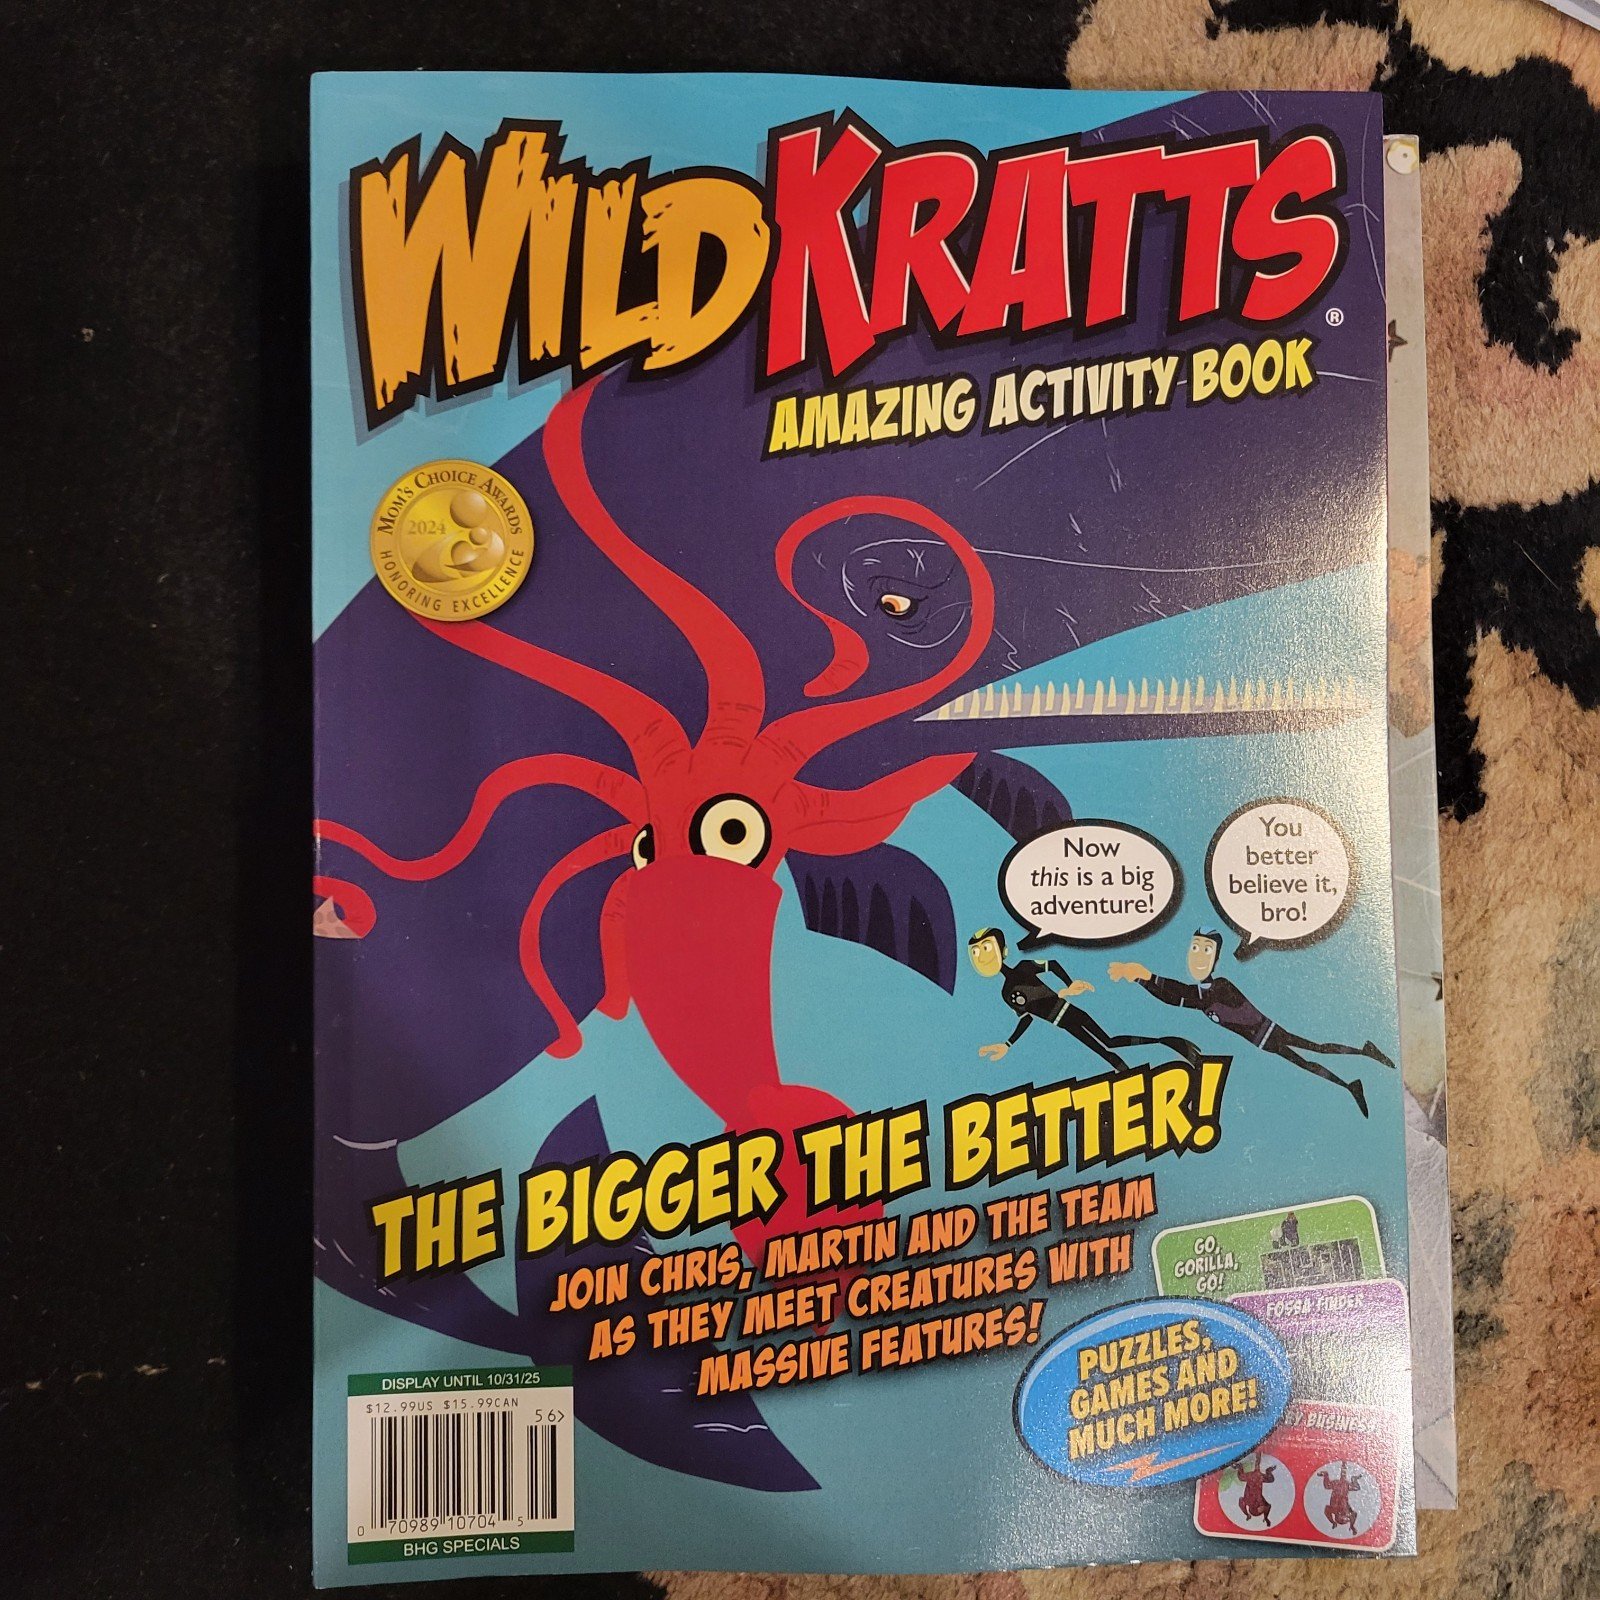 WILD KRATTS ®
AMAZING ACTIVITY BOOK
MOM'S CHOICE AWARDS
2024
HONORING EXCELLENCE
Now
this is a big
adventure!
You
better
believe it,
bro!
THE BIGGER THE BETTER!
JOIN CHRIS, MARTIN AND THE TEAM
AS THEY MEET CREATURES WITH
MASSIVE FEATURES!
GO,
GORILLA,
GO!
FOSSA FINDER
PUZZLES,
GAMES AND
MUCH MORE!
BUSINESS
DISPLAY UNTIL 10/31/25
$12.99US $15.99CAN
56>
0 70989 10704 5
BHG SPECIALS